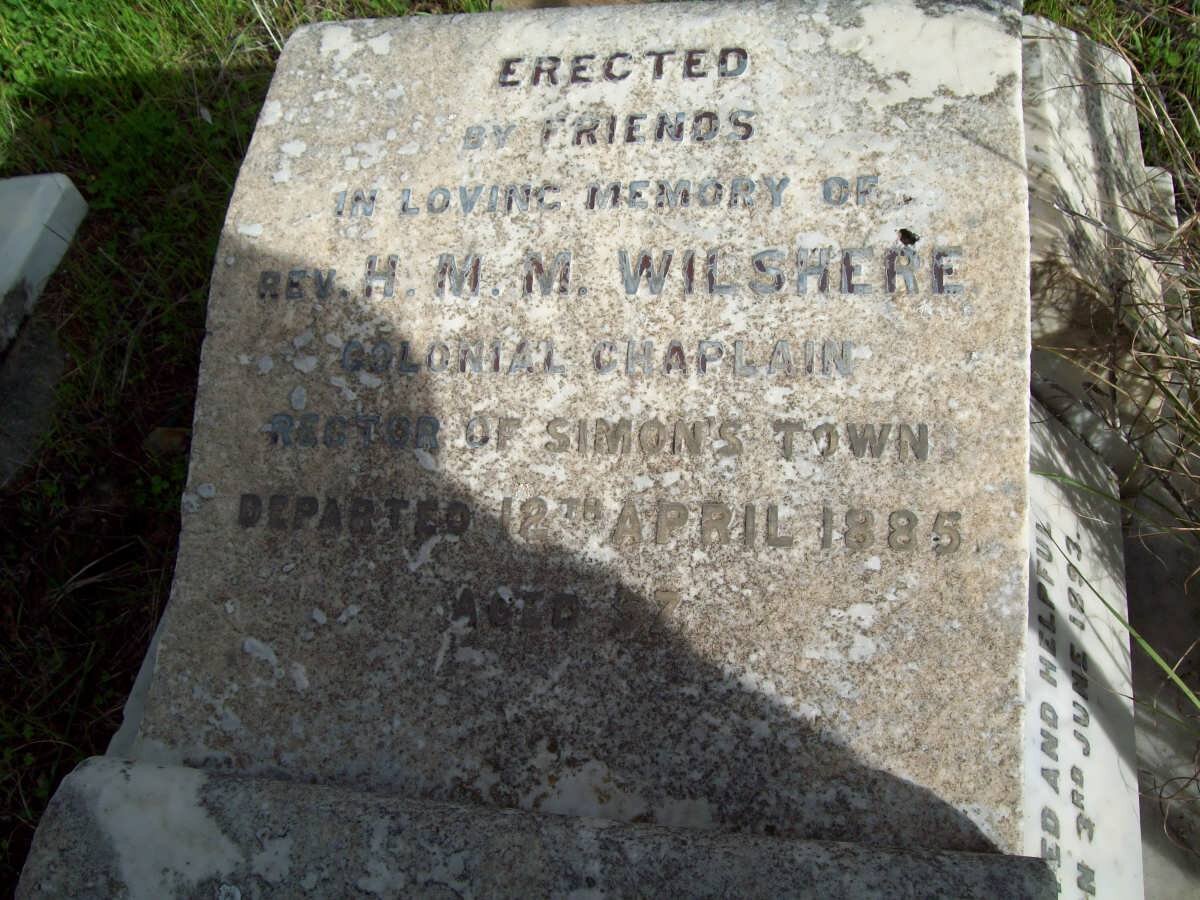 ERECTED
BY FRIENDS
IN LOVING MEMORY OF
REV. H. M. M. WILSHERE
COLONIAL CHAPLAIN
RECTOR OF SIMON'S TOWN
DEPARTED 12TH APRIL 1885
AGED
AND HELPFUL
3RD JUNE 1893.